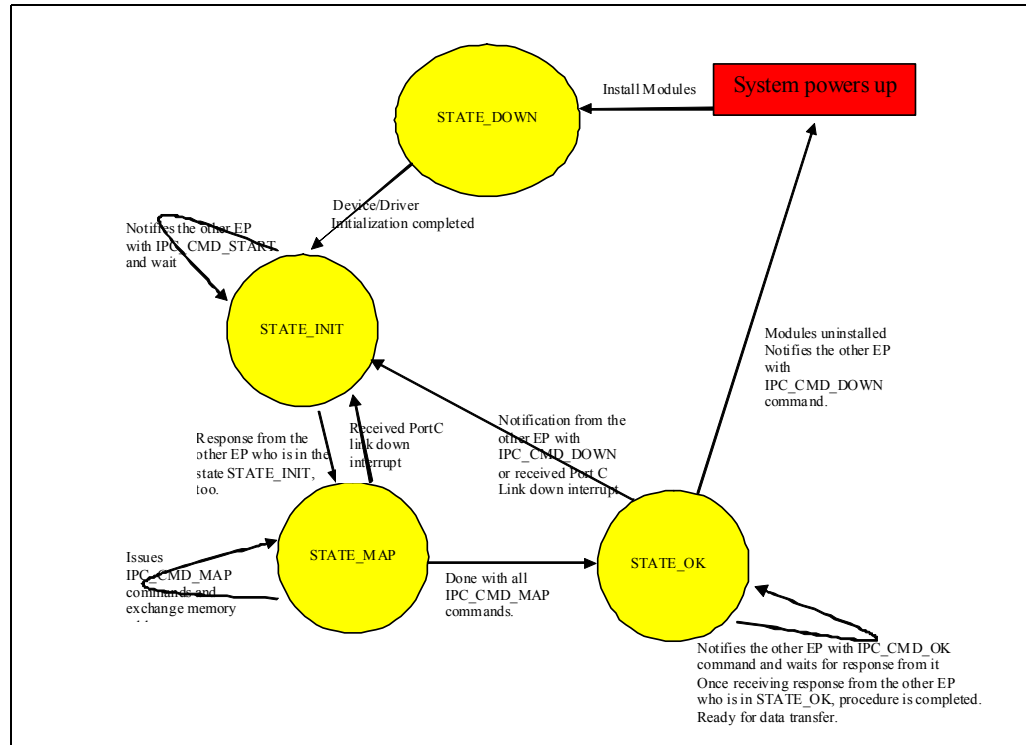 System powers up
Install Modules
STATE_DOWN
Device/Driver
Initialization completed
Notifies the other EP
with IPC_CMD_START
and wait
STATE_INIT
Modules uninstalled
Notifies the other EP
with
IPC_CMD_DOWN
command.
Notification from the
other EP with
IPC_CMD_DOWN
or received Port C
Link down interrupt
Received PortC
link down
interrupt
Response from the
other EP who is in the
state STATE_INIT,
too.
STATE_MAP
STATE_OK
Issues
IPC_CMD_MAP
commands and
exchange memory
Done with all
IPC_CMD_MAP
commands.
Notifies the other EP with IPC_CMD_OK
command and waits for response from it
Once receiving response from the other EP
who is in STATE_OK, procedure is completed.
Ready for data transfer.